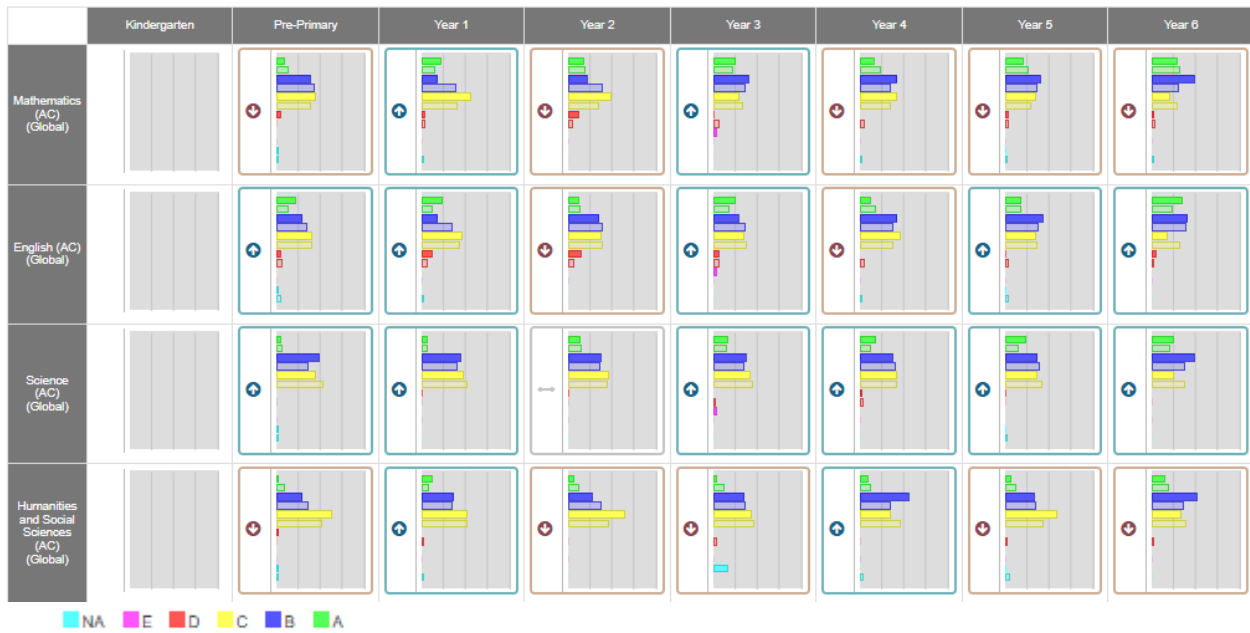 Kindergarten Pre-Primary Year 1 Year 2 Year 3 Year 4 Year 5 Year 6
Mathematics
(AC)
(Global)
English (AC)
(Global)
Science
(AC)
(Global)
Humanities
and Social
Sciences
(AC)
(Global)
NA E D C B A